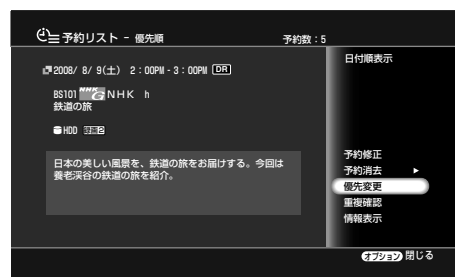 予約リスト - 優先順 予約数：5
2008/ 8/ 9(土) 2：00PM - 3：00PM DR
BS101 NHK G NHK h
鉄道の旅
HDD
日本の美しい風景を、鉄道の旅をお届けする。今回は
養老渓谷の鉄道の旅を紹介。
日付順表示
予約修正
予約消去
優先変更
重複確認
情報表示
オプション 閉じる